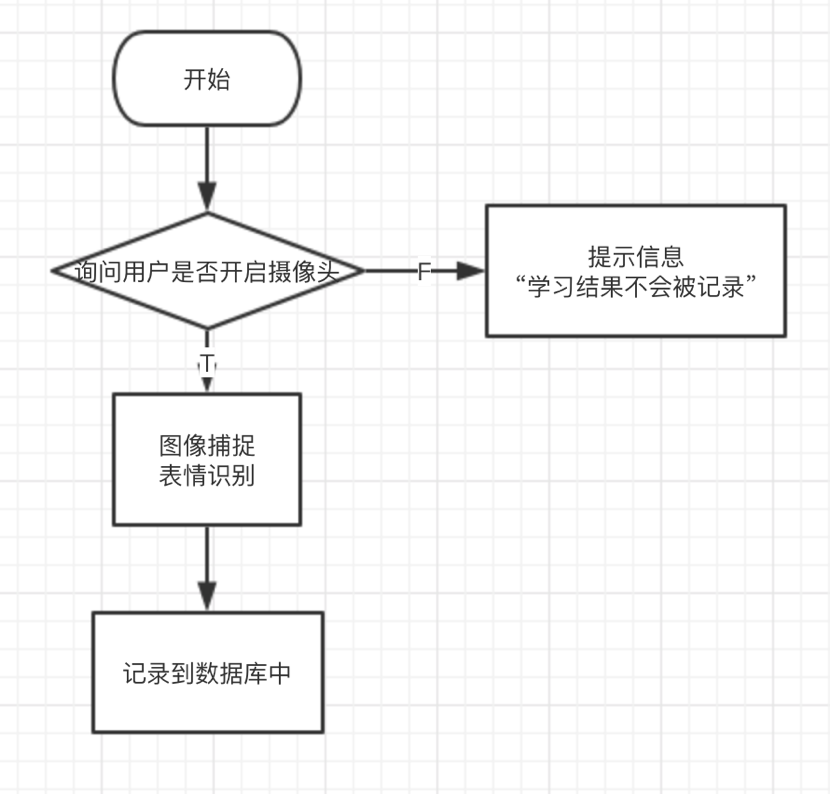 开始
询问用户是否开启摄像头
F
提示信息
“学习结果不会被记录”
T
图像捕捉
表情识别
记录到数据库中